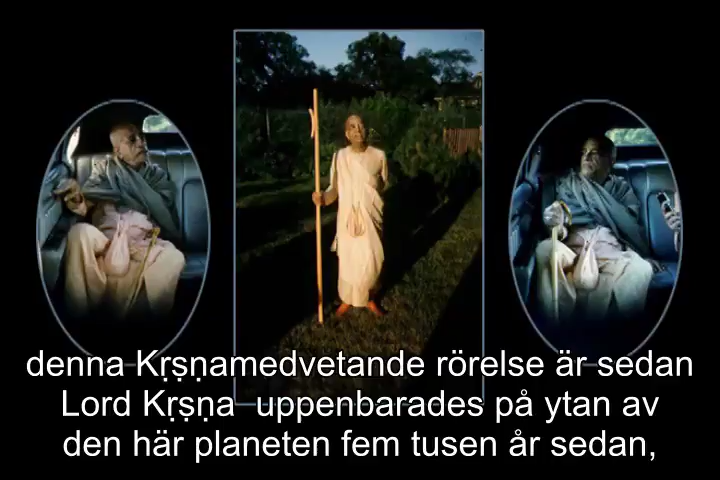 denna Kṛṣṇamedvetande rörelse är sedan
Lord Kṛṣṇa  uppenbarades på ytan av
den här planeten fem tusen år sedan,